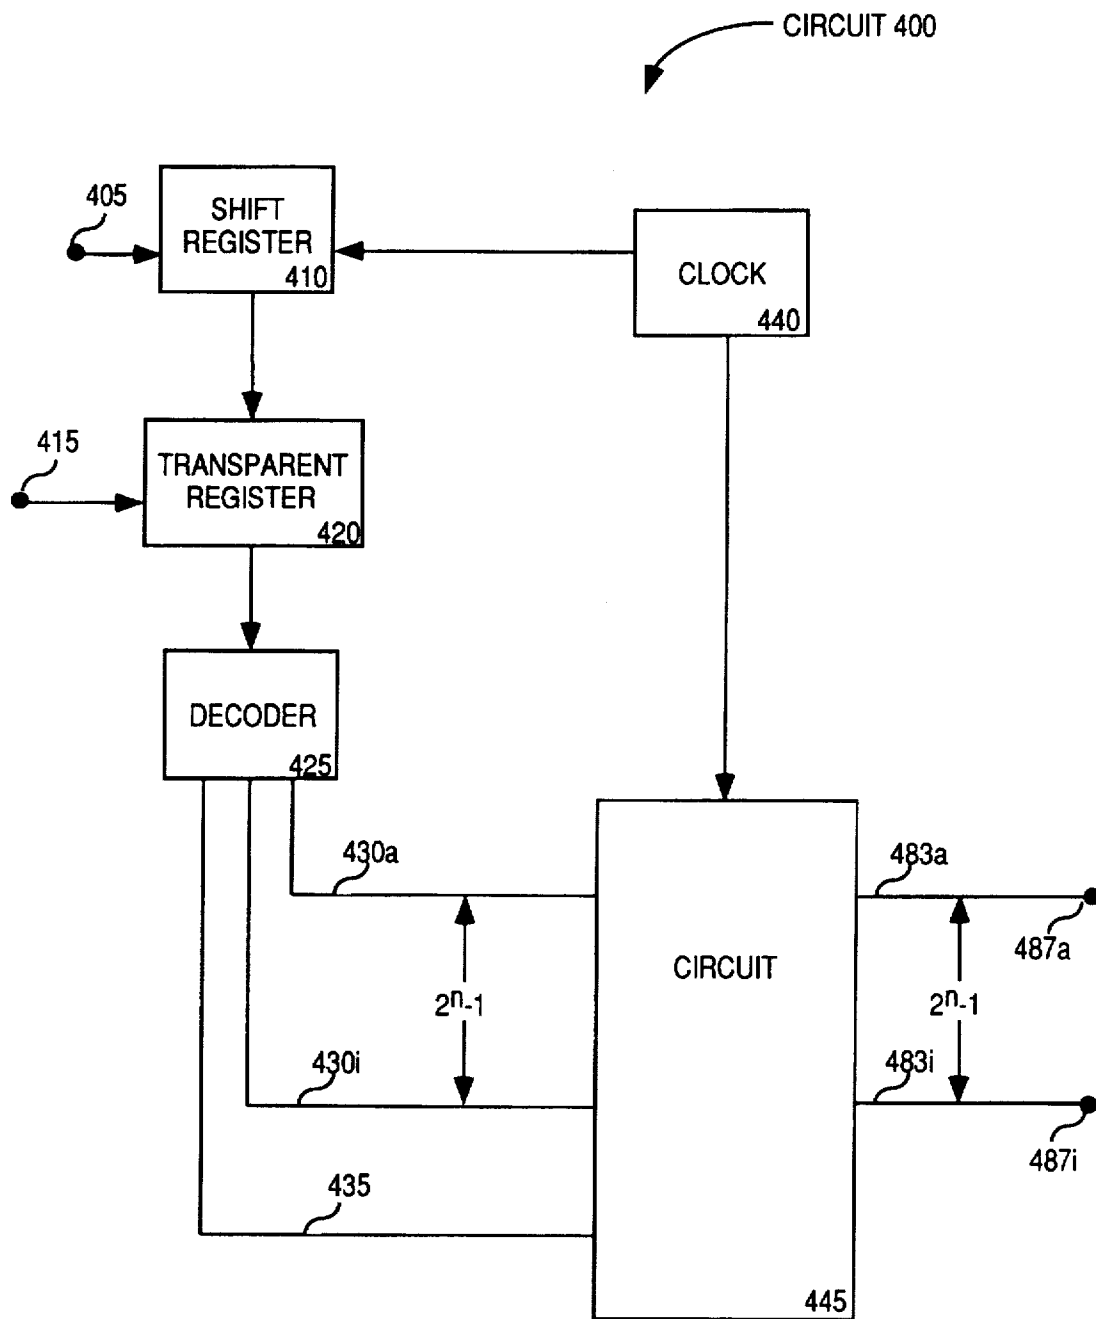 CIRCUIT 400
405
SHIFT
REGISTER
410
CLOCK
440
415
TRANSPARENT
REGISTER
420
DECODER
425
430a
483a
487a
CIRCUIT
2ⁿ-1
2ⁿ-1
430i
483i
487i
435
445